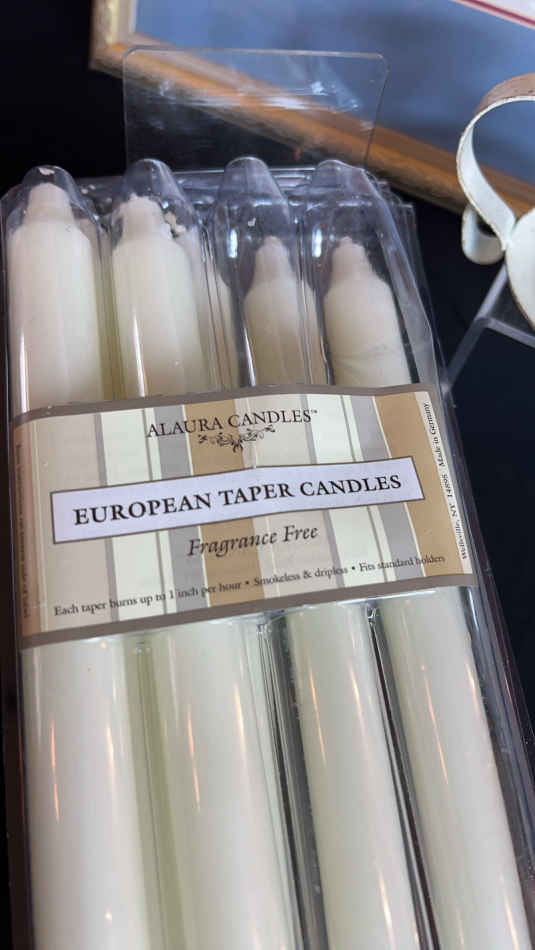 ALAURA CANDLES™
EUROPEAN TAPER CANDLES
Fragrance Free
Each taper burns up to 1 inch per hour • Smokeless & dripless • Fits standard holders
Wellsville, NY 14895 Made in Germany